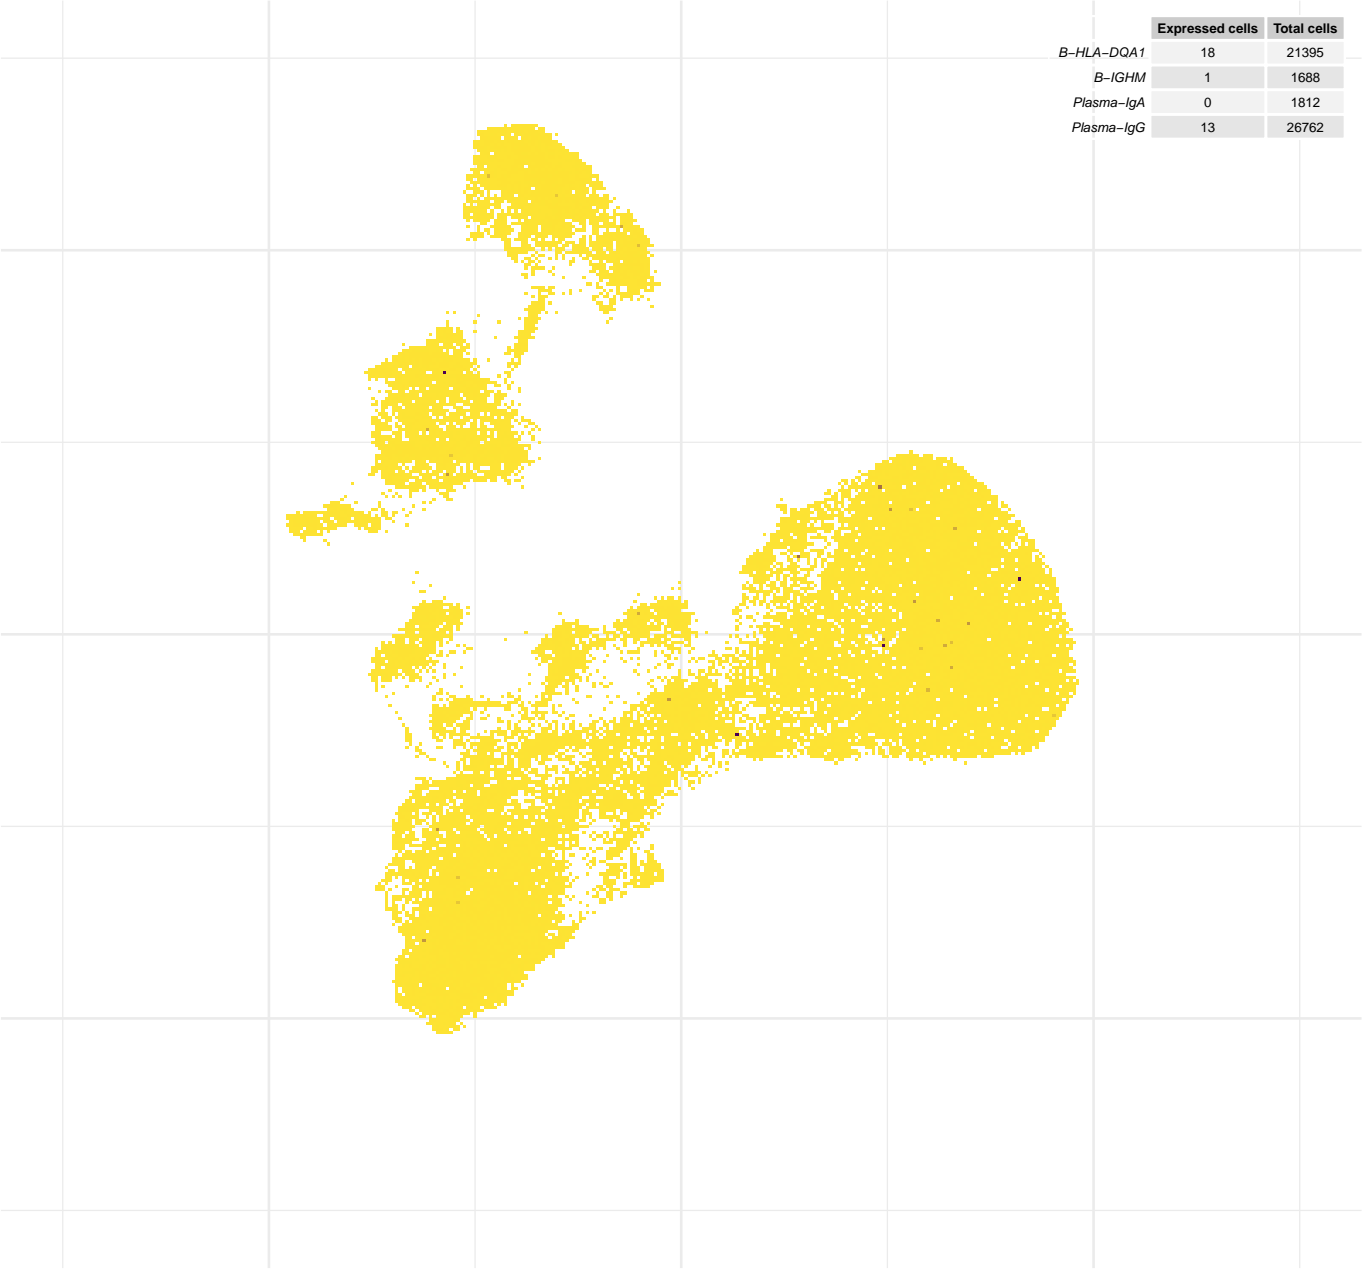 Expressed cells Total cells
B−HLA−DQA1 18 21395
B−IGHM 1 1688
Plasma−IgA 0 1812
Plasma−IgG 13 26762